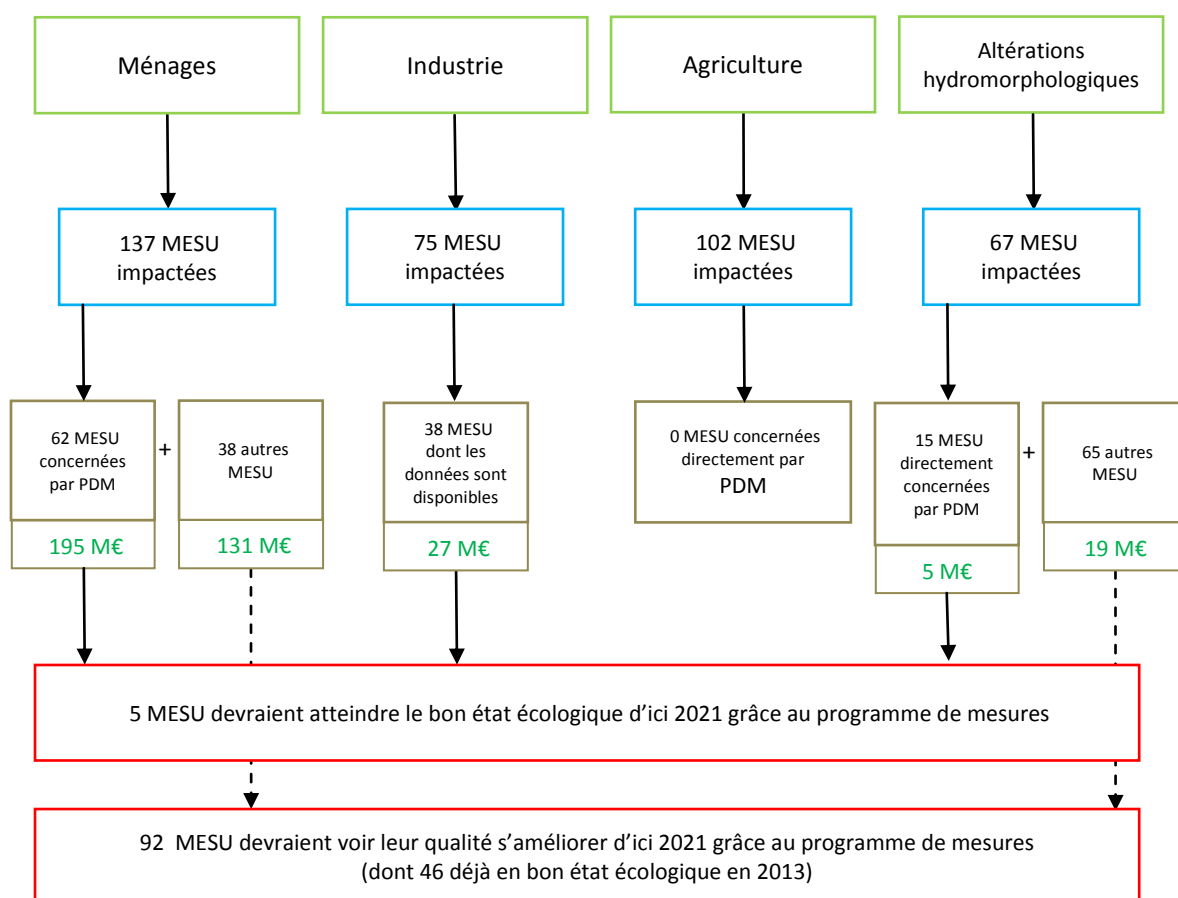 Ménages
Industrie
Agriculture
Altérations
hydromorphologiques
137 MESU
impactées
75 MESU
impactées
102 MESU
impactées
67 MESU
impactées
62 MESU
concernées
par PDM
+
38 autres
MESU
38 MESU
dont les
données sont
disponibles
0 MESU concernées
directement par
PDM
15 MESU
directement
concernées
par PDM
+
65 autres
MESU
195 M€
131 M€
27 M€
5 M€
19 M€
5 MESU devraient atteindre le bon état écologique d’ici 2021 grâce au programme de mesures
92 MESU devraient voir leur qualité s’améliorer d’ici 2021 grâce au programme de mesures
(dont 46 déjà en bon état écologique en 2013)